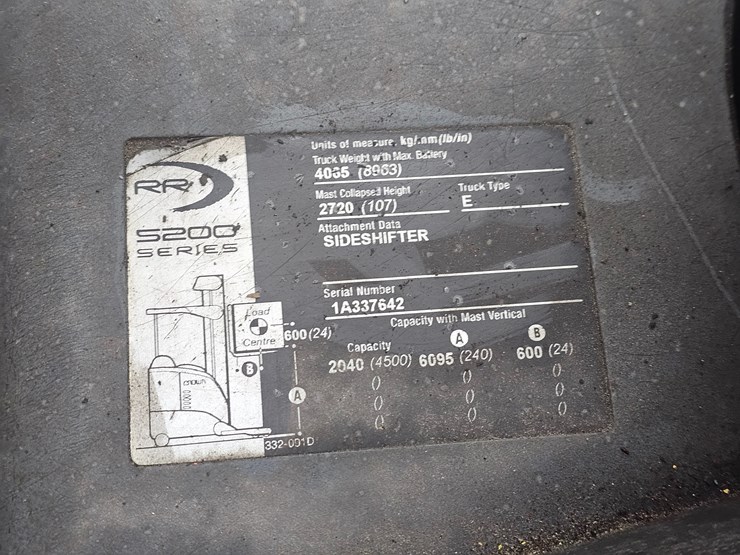 RR
5200
SERIES
Units of measure, kg/mm (lb/in)
Truck Weight with Max. Battery
4065 (8963)
Mast Collapsed Height
2720 (107)
Truck Type
E
Attachment Data
SIDESHIFTER
Serial Number
1A337642
Capacity with Mast Vertical
Capacity
A
B
2040 (4500) 6095 (240) 600 (24)
() () ()
() () ()
() () ()
Load
Centre
600 (24)
B
A
CROWN
332-001D